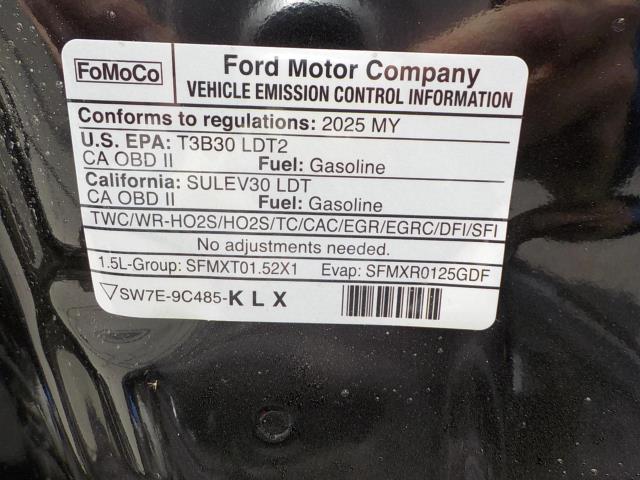 FoMoCo
Ford Motor Company
VEHICLE EMISSION CONTROL INFORMATION
Conforms to regulations: 2025 MY
U.S. EPA: T3B30 LDT2
CA OBD II Fuel: Gasoline
California: SULEV30 LDT
CA OBD II Fuel: Gasoline
TWC/WR-HO2S/HO2S/TC/CAC/EGR/EGRC/DFI/SFI
No adjustments needed.
1.5L-Group: SFMXT01.52X1 Evap: SFMXR0125GDF
SW7E-9C485-K L X